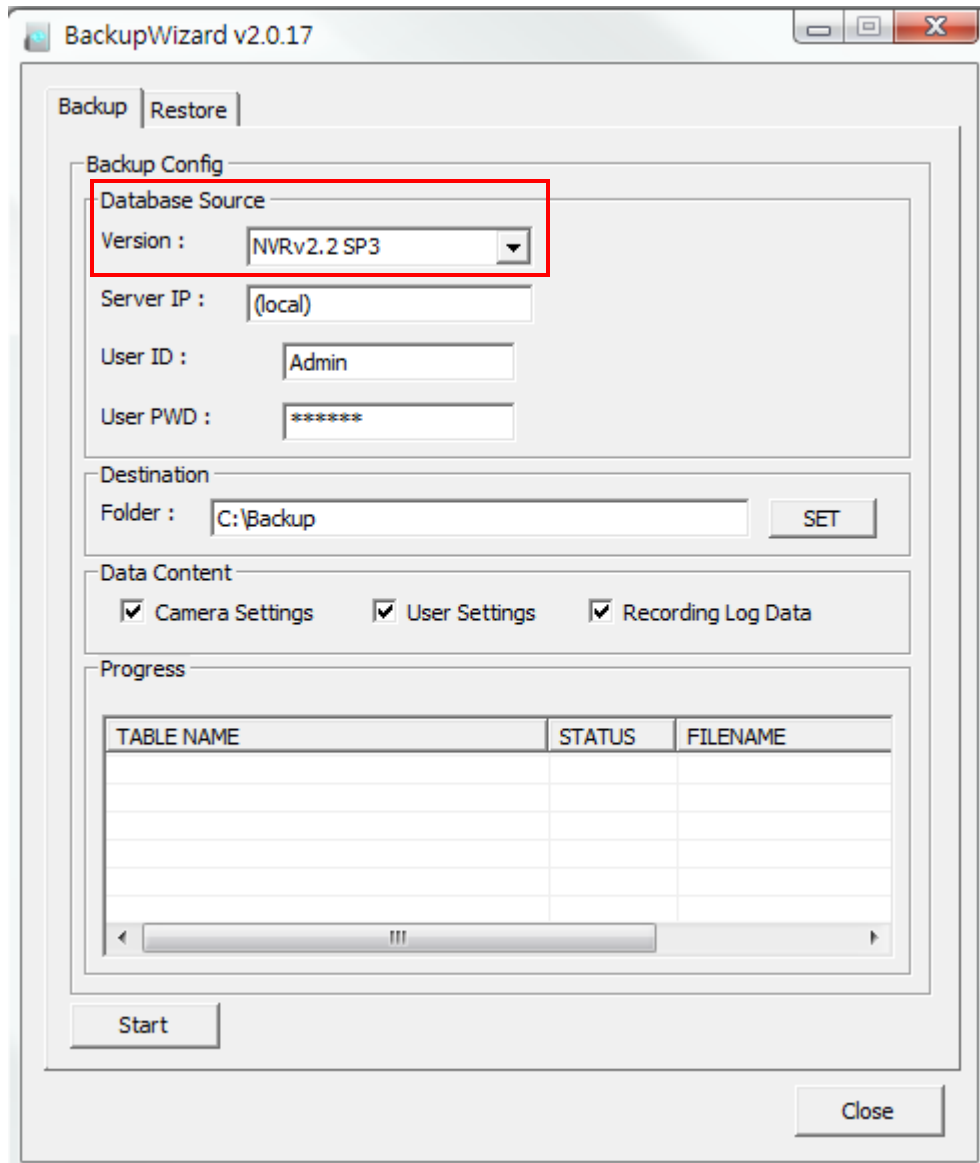 BackupWizard v2.0.17
Backup Restore
Backup Config
Database Source
Version : NVRv2.2 SP3
Server IP : (local)
User ID : Admin
User PWD : ******
Destination
Folder : C:\Backup SET
Data Content
Camera Settings User Settings Recording Log Data
Progress
TABLE NAME STATUS FILENAME
Start
Close